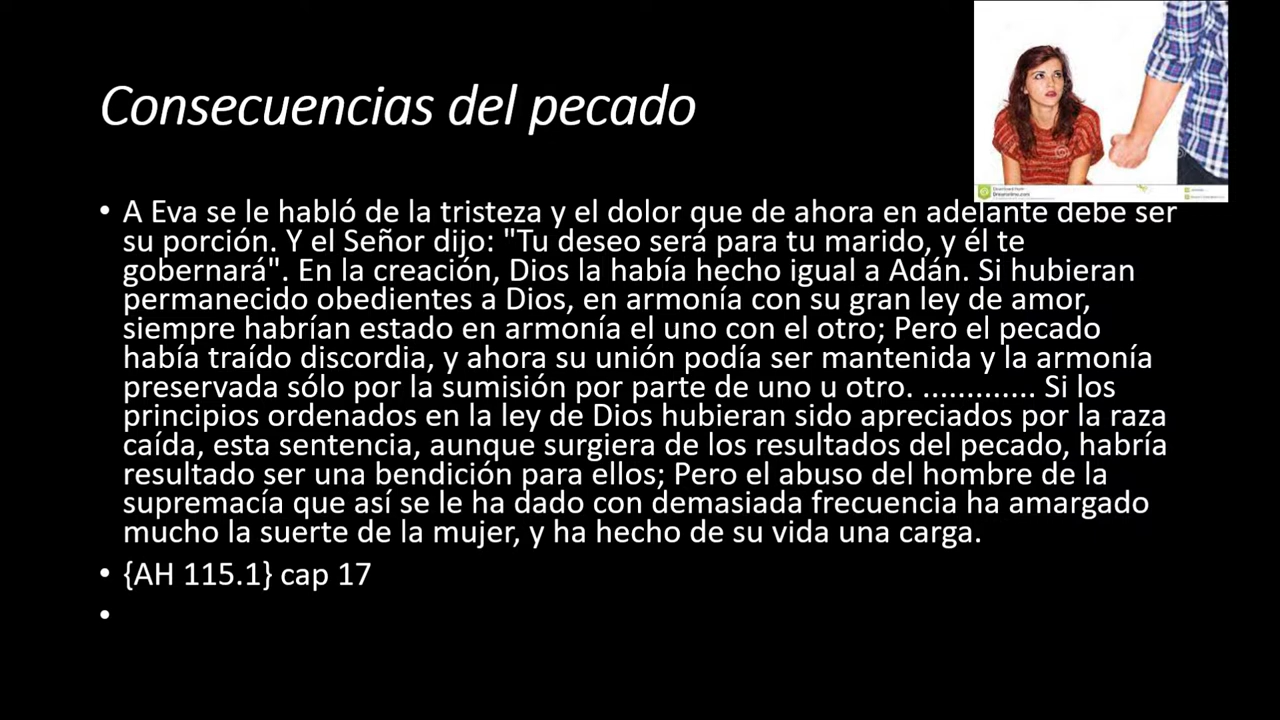 Consecuencias del pecado
• A Eva se le habló de la tristeza y el dolor que de ahora en adelante debe ser
su porción. Y el Señor dijo: "Tu deseo será para tu marido, y él te
gobernará". En la creación, Dios la había hecho igual a Adán. Si hubieran
permanecido obedientes a Dios, en armonía con su gran ley de amor,
siempre habrían estado en armonía el uno con el otro; Pero el pecado
había traído discordia, y ahora su unión podía ser mantenida y la armonía
preservada sólo por la sumisión por parte de uno u otro. ............. Si los
principios ordenados en la ley de Dios hubieran sido apreciados por la raza
caída, esta sentencia, aunque surgiera de los resultados del pecado, habría
resultado ser una bendición para ellos; Pero el abuso del hombre de la
supremacía que así se le ha dado con demasiada frecuencia ha amargado
mucho la suerte de la mujer, y ha hecho de su vida una carga.
• {AH 115.1} cap 17
•